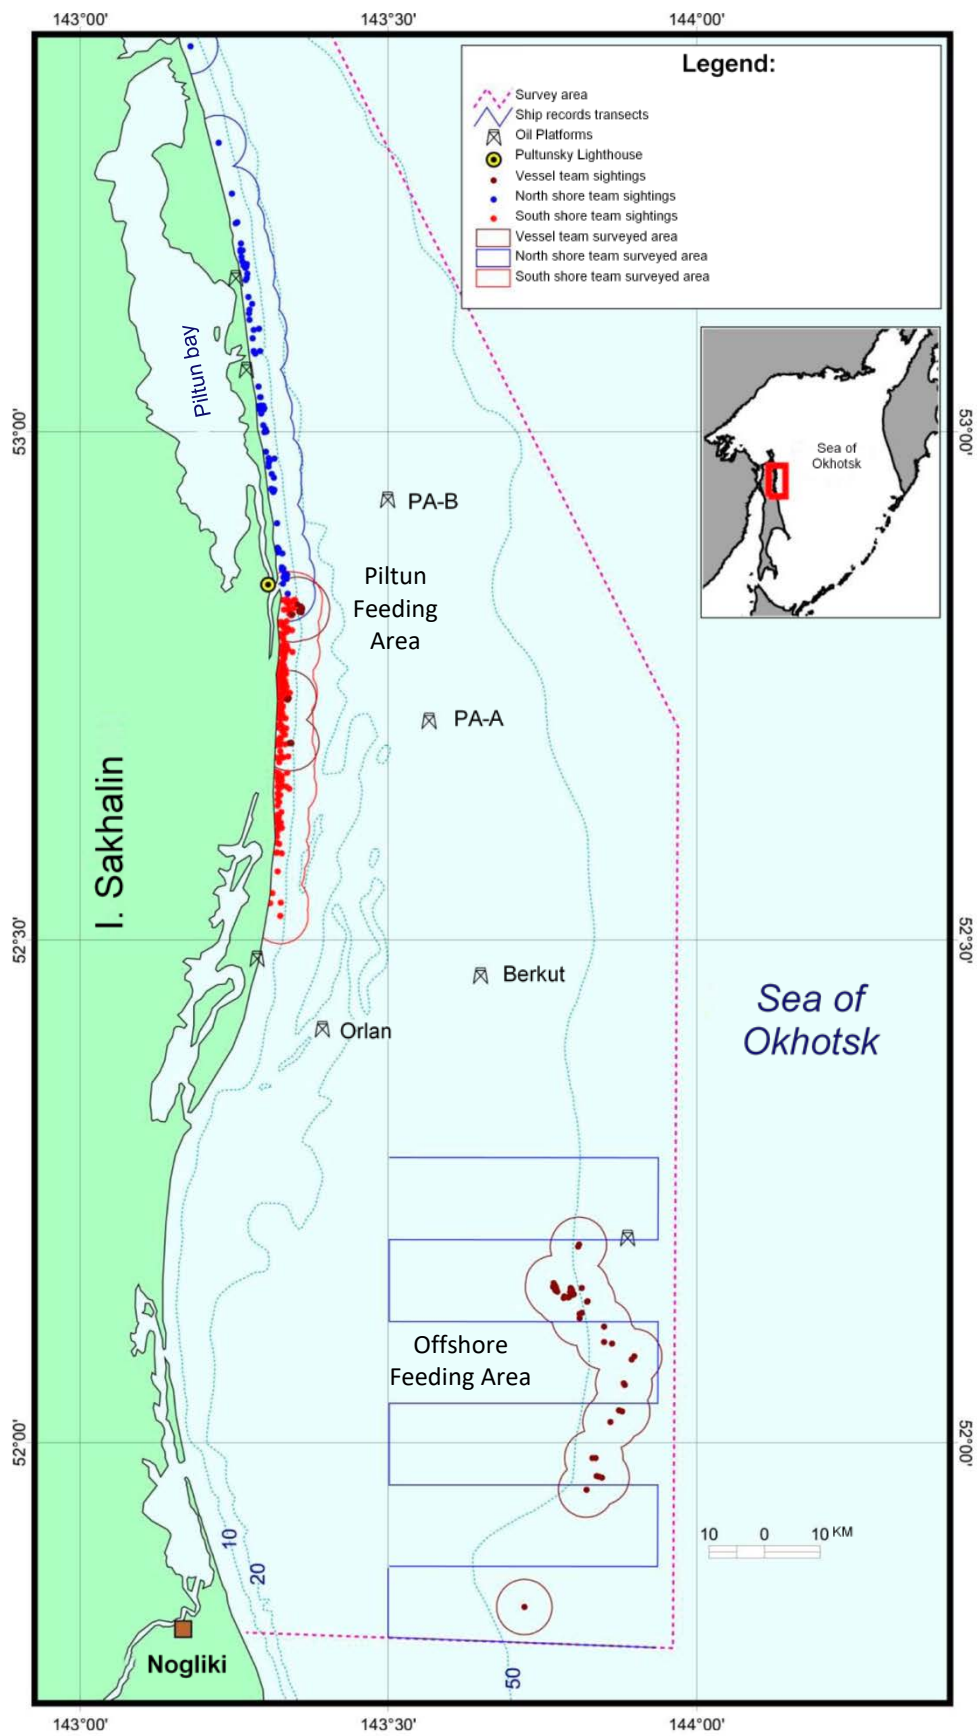 143°00'
143°30'
144°00'
Legend:
Survey area
Ship records transects
Oil Platforms
Pultunsky Lighthouse
Vessel team sightings
North shore team sightings
South shore team sightings
Vessel team surveyed area
North shore team surveyed area
South shore team surveyed area
Piltun bay
Sea of
Okhotsk
53°00'
53°00'
PA-B
Piltun
Feeding
Area
PA-A
I. Sakhalin
52°30'
52°30'
Berkut
Orlan
Sea of
Okhotsk
Offshore
Feeding Area
52°00'
52°00'
10
20
50
10 0 10 KM
Nogliki
143°00'
143°30'
144°00'